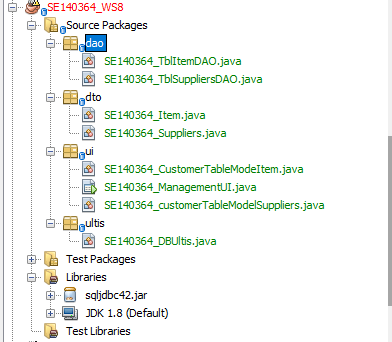 SE140364_WS8
Source Packages
dao
SE140364_TblItemDAO.java
SE140364_TblSuppliersDAO.java
dto
SE140364_Item.java
SE140364_Suppliers.java
ui
SE140364_CustomerTableModeItem.java
SE140364_ManagementUI.java
SE140364_customerTableModelSuppliers.java
ultis
SE140364_DBUltis.java
Test Packages
Libraries
sqljdbc42.jar
JDK 1.8 (Default)
Test Libraries